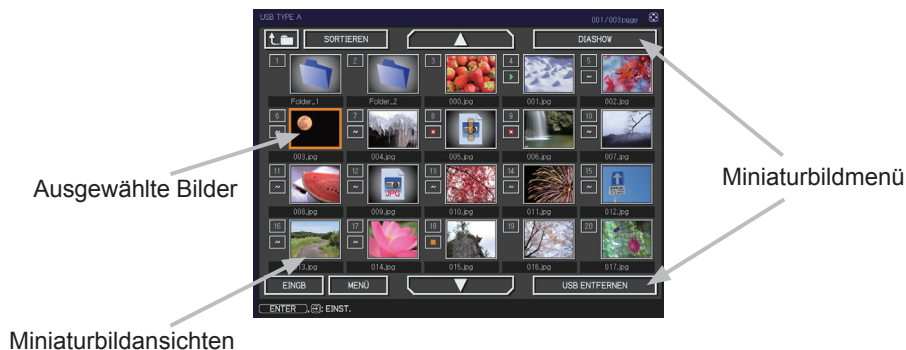 USB TYPE A 001/003page
SORTIEREN DIASHOW
1 2 3 4 5
Folder_1 Folder_2 000.jpg 001.jpg 002.jpg
6 7 8 9 10
003.jpg 004.jpg 005.jpg 006.jpg 007.jpg
Ausgewählte Bilder
Miniaturbildmenü
11 12 13 14 15
JPG
008.jpg 009.jpg 010.jpg 011.jpg 012.jpg
16 17 18 19 20
013.jpg 014.jpg 015.jpg 016.jpg 017.jpg
EINGB MENÜ USB ENTFERNEN
ENTER , : EINST.
Miniaturbildansichten